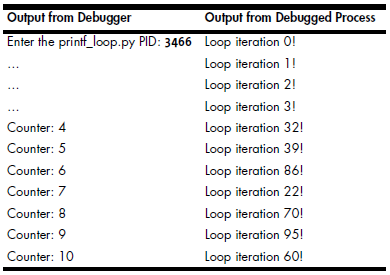 Output from Debugger Output from Debugged Process
Enter the printf_loop.py PID: 3466 Loop iteration 0!
... Loop iteration 1!
... Loop iteration 2!
... Loop iteration 3!
Counter: 4 Loop iteration 32!
Counter: 5 Loop iteration 39!
Counter: 6 Loop iteration 86!
Counter: 7 Loop iteration 22!
Counter: 8 Loop iteration 70!
Counter: 9 Loop iteration 95!
Counter: 10 Loop iteration 60!